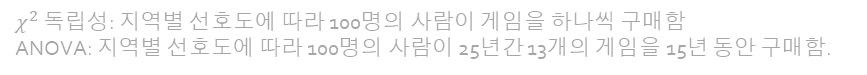 χ² 독립성: 지역별 선호도에 따라 100명의 사람이 게임을 하나씩 구매함
ANOVA: 지역별 선호도에 따라 100명의 사람이 25년간 13개의 게임을 15년 동안 구매함.